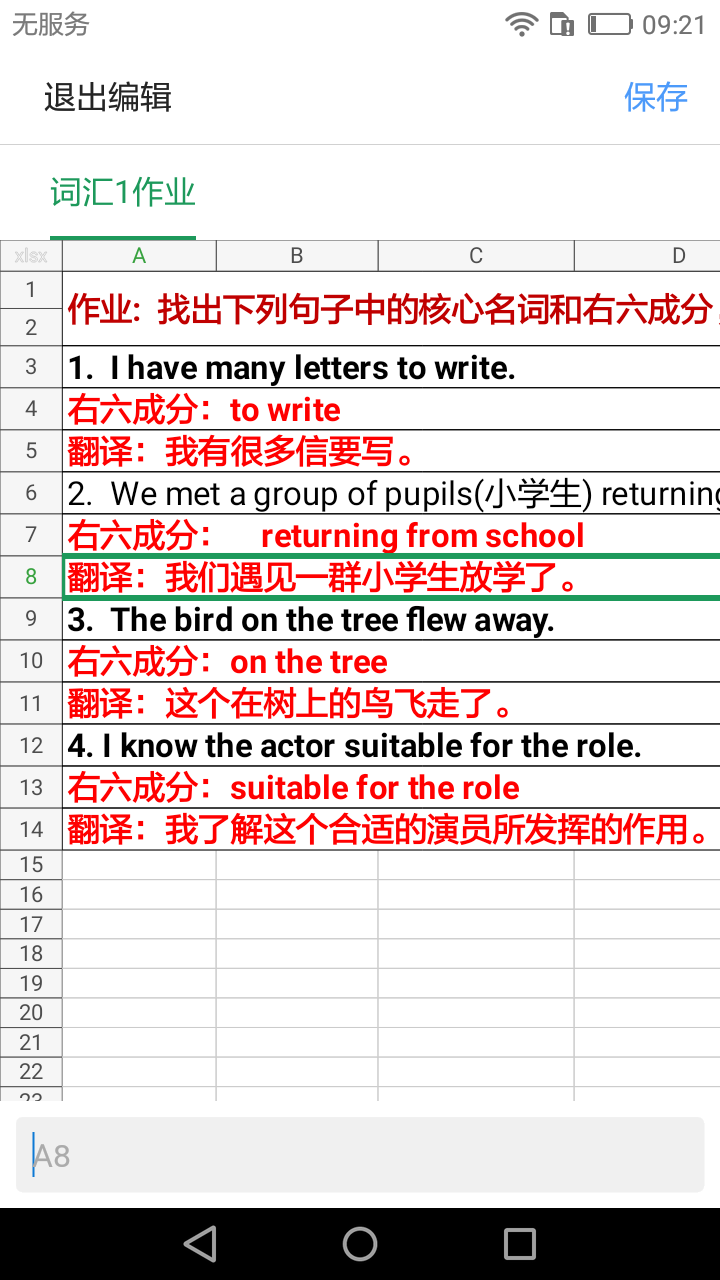 无服务 09:21
退出编辑 保存
词汇1作业
xlsx A B C D
1 作业: 找出下列句子中的核心名词和右六成分
2
3 1. I have many letters to write.
4 右六成分：to write
5 翻译：我有很多信要写。
6 2. We met a group of pupils(小学生) returning
7 右六成分： returning from school
8 翻译：我们遇见一群小学生放学了。
9 3. The bird on the tree flew away.
10 右六成分：on the tree
11 翻译：这个在树上的鸟飞走了。
12 4. I know the actor suitable for the role.
13 右六成分：suitable for the role
14 翻译：我了解这个合适的演员所发挥的作用。
15
16
17
18
19
20
21
22
23
A8